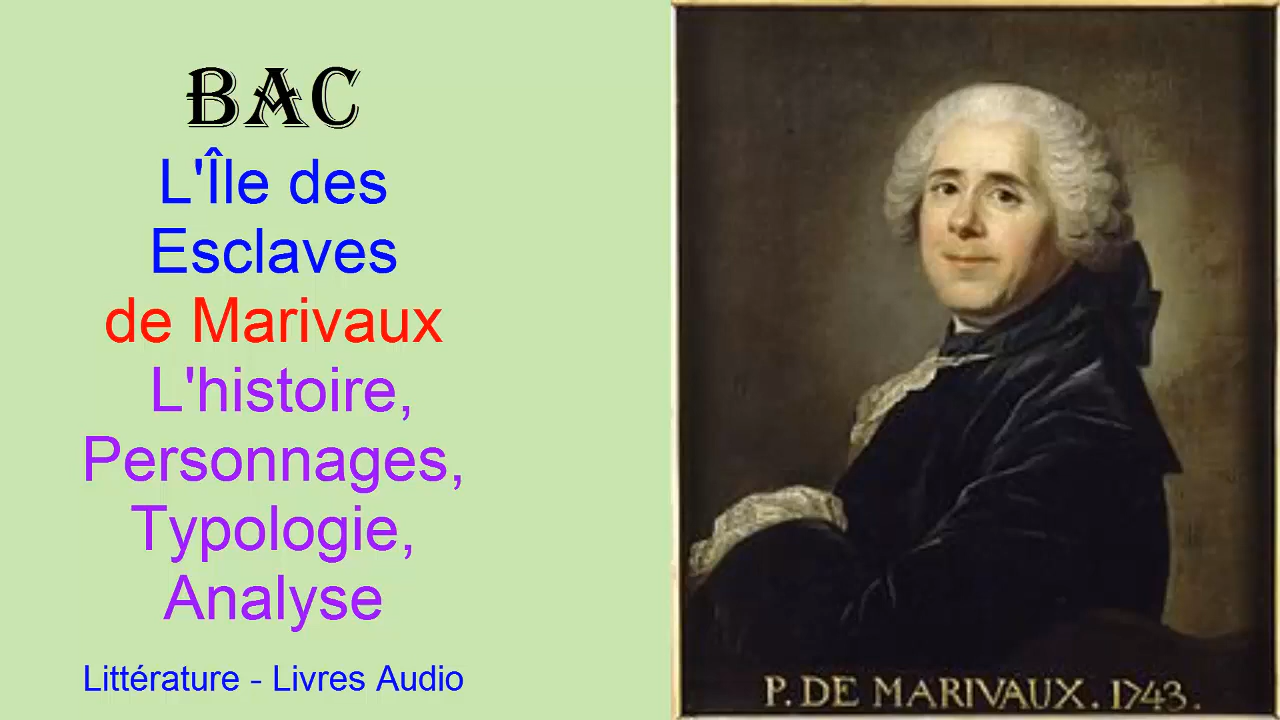 BAC
L'Île des
Esclaves
de Marivaux
L'histoire,
Personnages,
Typologie,
Analyse
Littérature - Livres Audio
P. DE MARIVAUX. 1743.